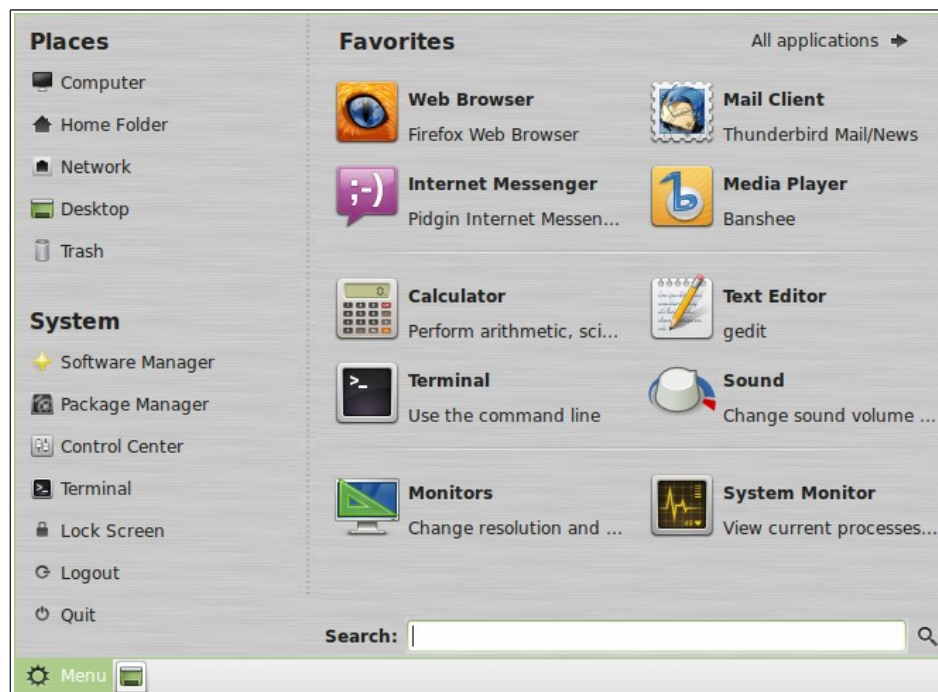 Places
Computer
Home Folder
Network
Desktop
Trash
System
Software Manager
Package Manager
Control Center
Terminal
Lock Screen
Logout
Quit
Favorites
All applications
Web Browser
Firefox Web Browser
Mail Client
Thunderbird Mail/News
;-)
Internet Messenger
Pidgin Internet Messen...
Media Player
Banshee
0.
Calculator
Perform arithmetic, sci...
Text Editor
gedit
>_
Terminal
Use the command line
Sound
Change sound volume ...
Monitors
Change resolution and ...
System Monitor
View current processes...
Search:
Menu